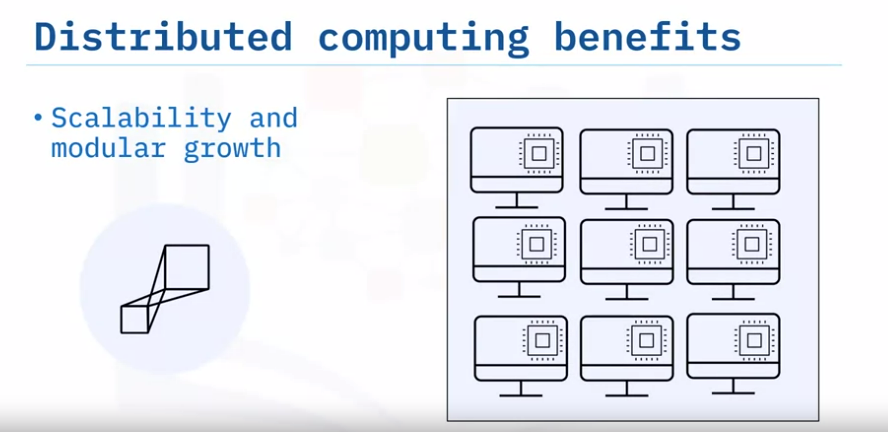 Distributed computing benefits
• Scalability and
modular growth